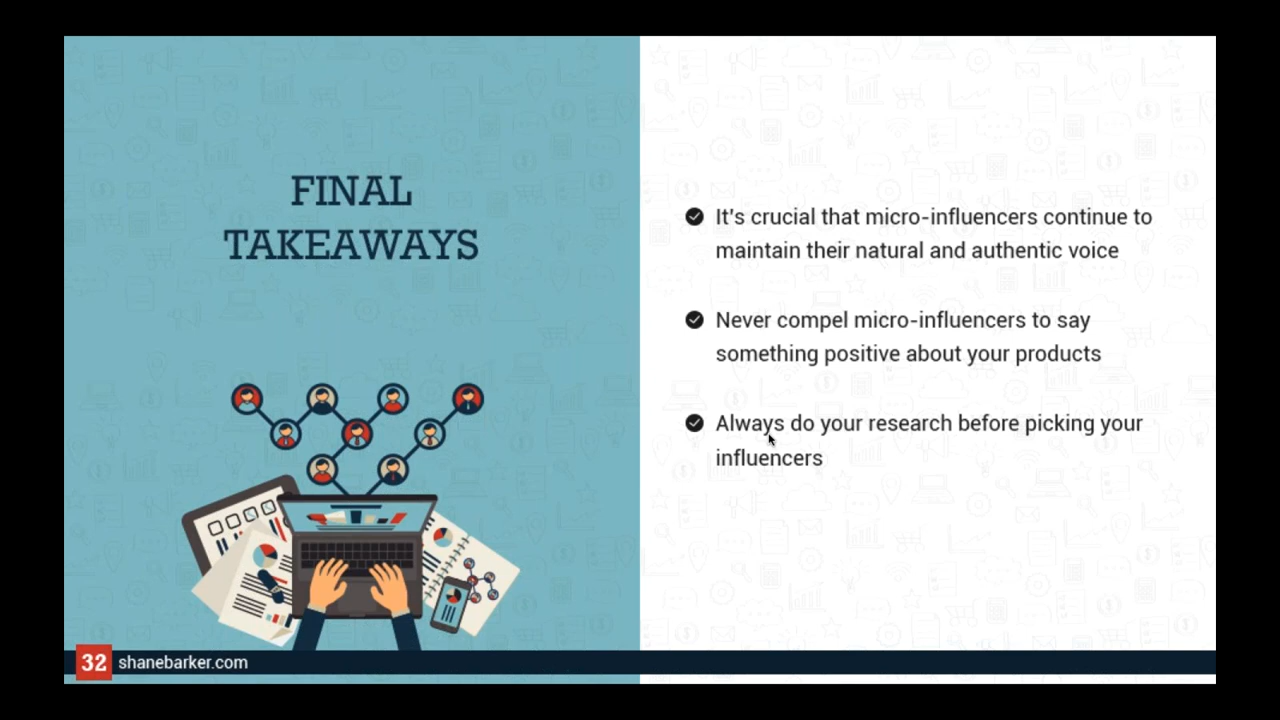 FINAL
TAKEAWAYS
It's crucial that micro-influencers continue to
maintain their natural and authentic voice
Never compel micro-influencers to say
something positive about your products
Always do your research before picking your
influencers
32 shanebarker.com